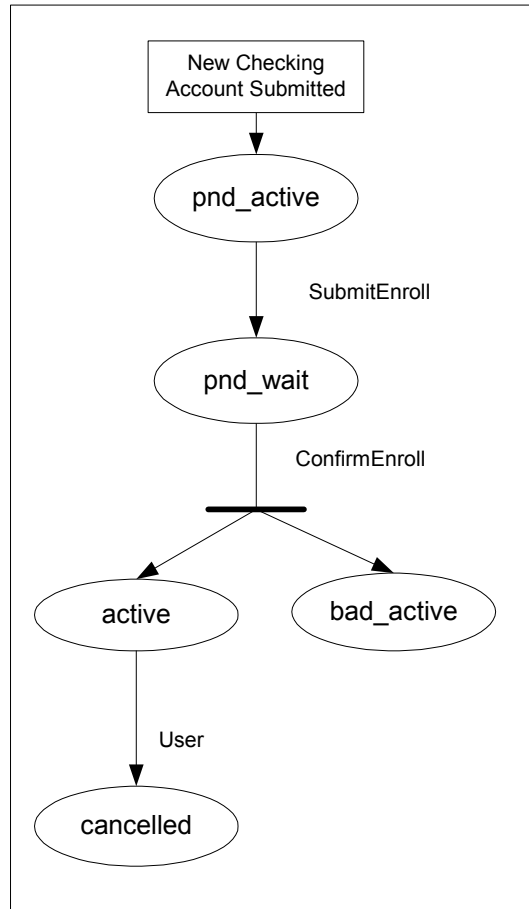 New Checking
Account Submitted
pnd_active
SubmitEnroll
pnd_wait
ConfirmEnroll
active
bad_active
User
cancelled